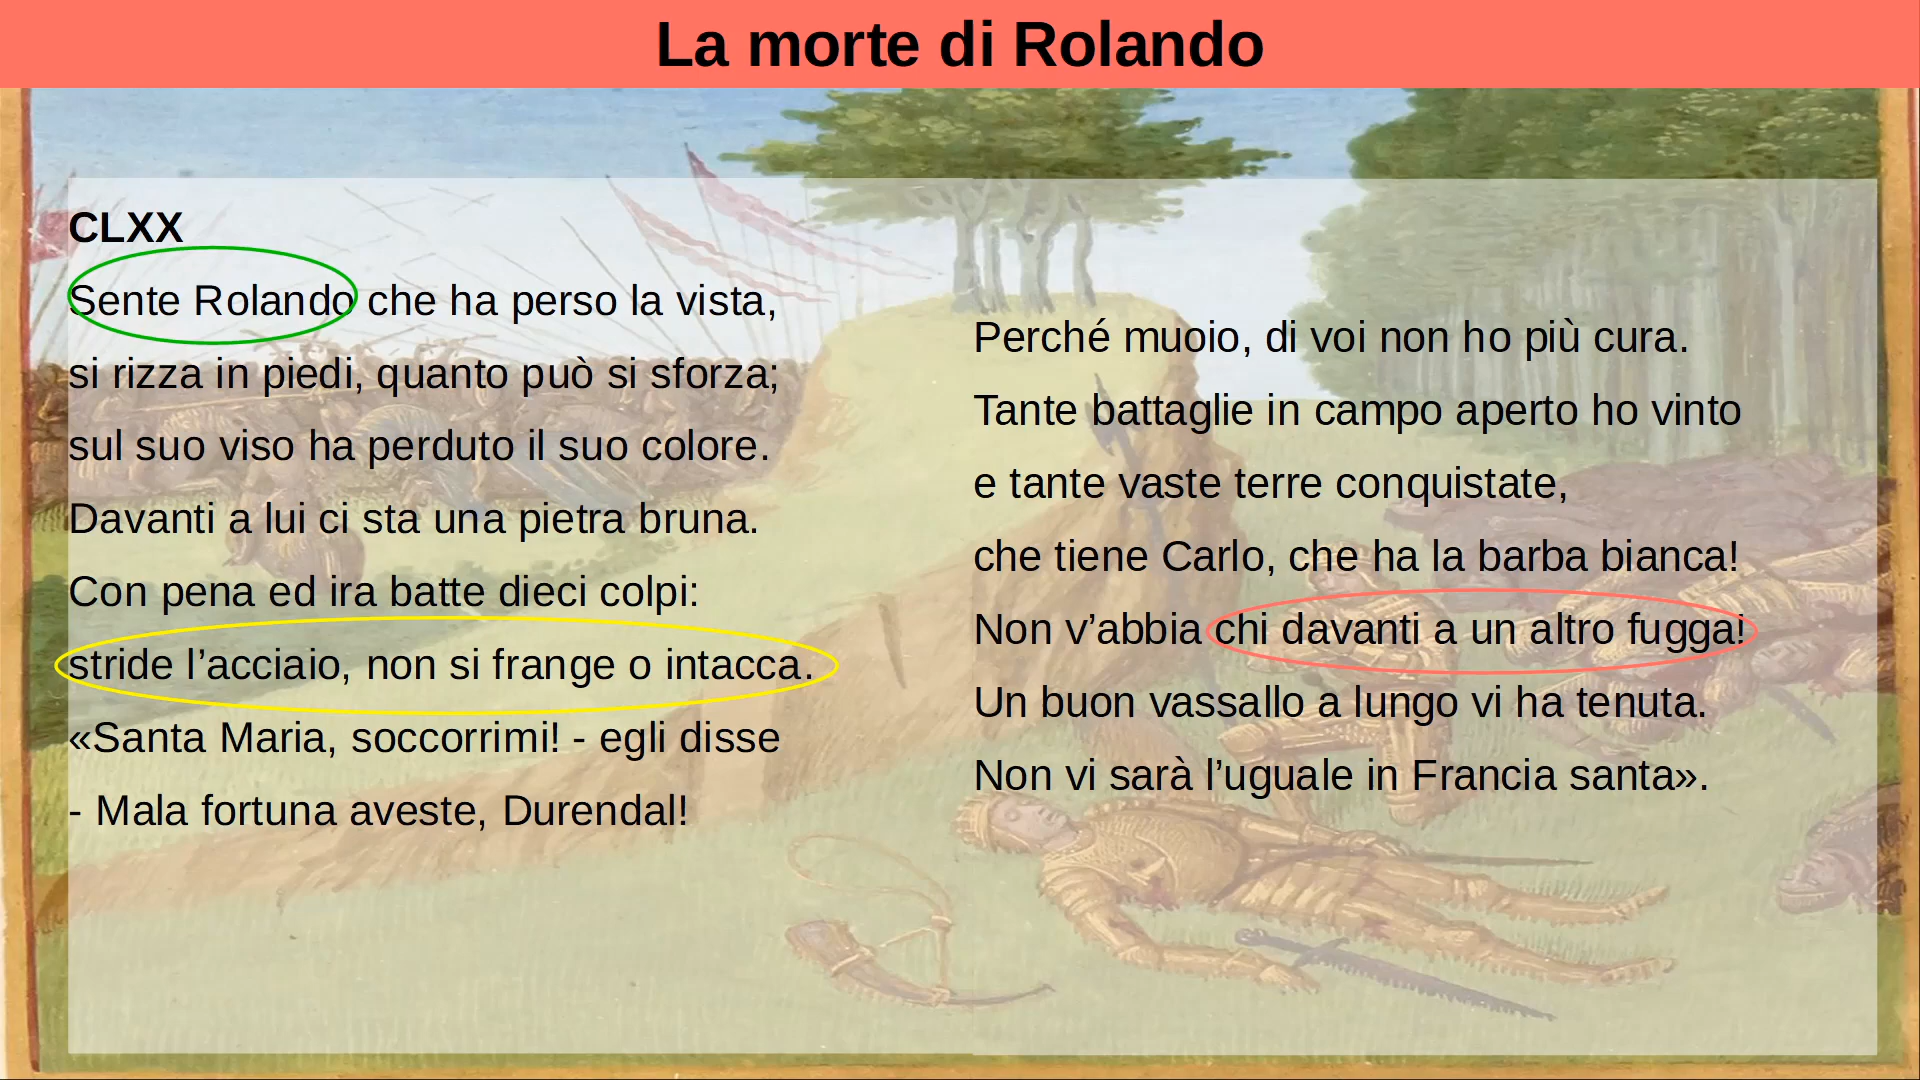 La morte di Rolando
CLXX
Sente Rolando che ha perso la vista,
si rizza in piedi, quanto può si sforza;
sul suo viso ha perduto il suo colore.
Davanti a lui ci sta una pietra bruna.
Con pena ed ira batte dieci colpi:
stride l’acciaio, non si frange o intacca.
«Santa Maria, soccorrimi! - egli disse
- Mala fortuna aveste, Durendal!
Perché muoio, di voi non ho più cura.
Tante battaglie in campo aperto ho vinto
e tante vaste terre conquistate,
che tiene Carlo, che ha la barba bianca!
Non v’abbia chi davanti a un altro fugga!
Un buon vassallo a lungo vi ha tenuta.
Non vi sarà l’uguale in Francia santa».